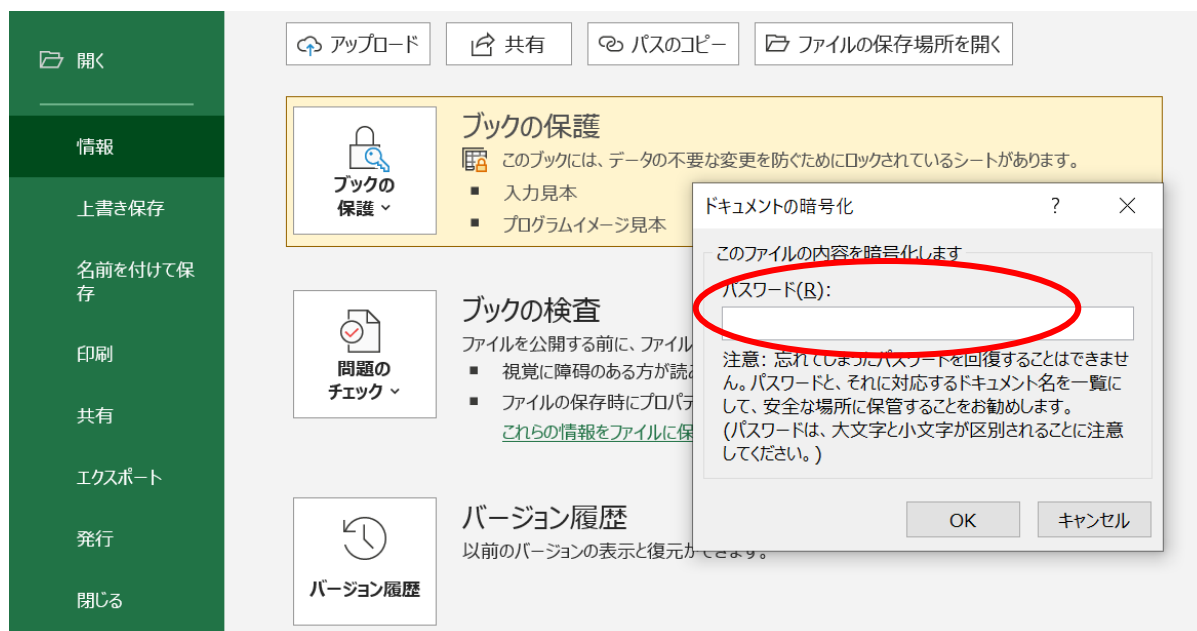 開く
情報
上書き保存
名前を付けて保
存
印刷
共有
エクスポート
発行
閉じる
アップロード
共有
パスのコピー
ファイルの保存場所を開く
ブックの
保護
ブックの保護
このブックには、データの不要な変更を防ぐためにロックされているシートがあります。
■ 入力見本
■ プログラムイメージ見本
問題の
チェック
ブックの検査
ファイルを公開する前に、ファイル
■ 視覚に障碍のある方が読
■ ファイルの保存時にプロパテ
これらの情報をファイルに保
バージョン履歴
バージョン履歴
以前のバージョンの表示と復元ができます。
ドキュメントの暗号化
?
このファイルの内容を暗号化します
パスワード(R):
注意: 忘れてしまったパスワードを回復することはできませ
ん。パスワードと、それに対応するドキュメント名を一覧に
して、安全な場所に保管することをお勧めします。
(パスワードは、大文字と小文字が区別されることに注意
してください。)
OK
キャンセル